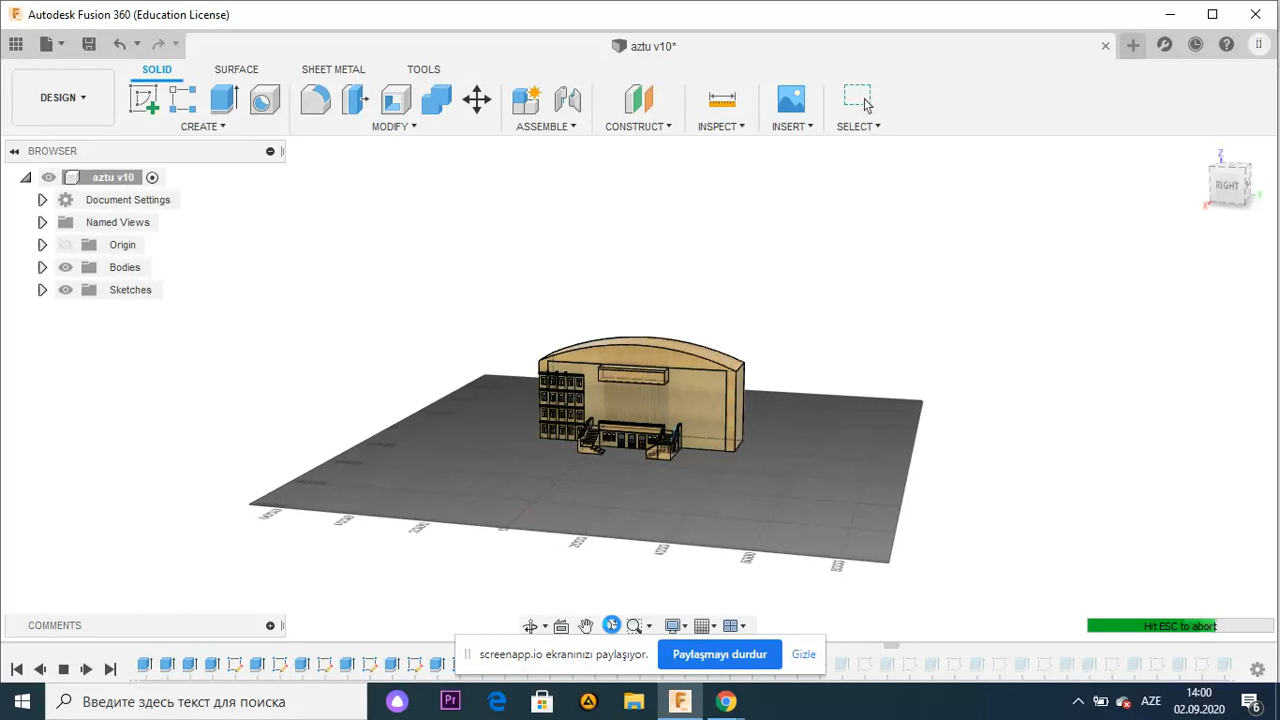 Autodesk Fusion 360 (Education License)
aztu v10*
SOLID SURFACE SHEET METAL TOOLS
DESIGN
CREATE MODIFY ASSEMBLE CONSTRUCT INSPECT INSERT SELECT
BROWSER
aztu v10
Document Settings
Named Views
Origin
Bodies
Sketches
Z
RIGHT
X
Y
COMMENTS
Hit ESC to abort
screenapp.io ekranınızı paylaşıyor. Paylaşmayı durdur Gizle
Введите здесь текст для поиска
Pr
AZE
14:00
02.09.2020
6